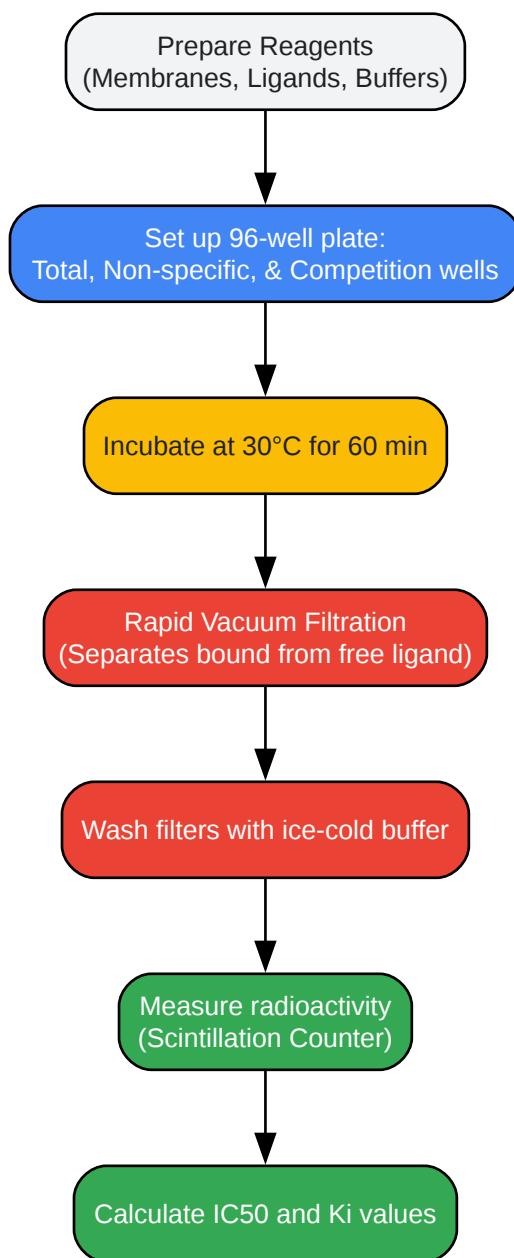 Prepare Reagents
(Membranes, Ligands, Buffers)
Set up 96-well plate:
Total, Non-specific, & Competition wells
Incubate at 30°C for 60 min
Rapid Vacuum Filtration
(Separates bound from free ligand)
Wash filters with ice-cold buffer
Measure radioactivity
(Scintillation Counter)
Calculate IC50 and Ki values